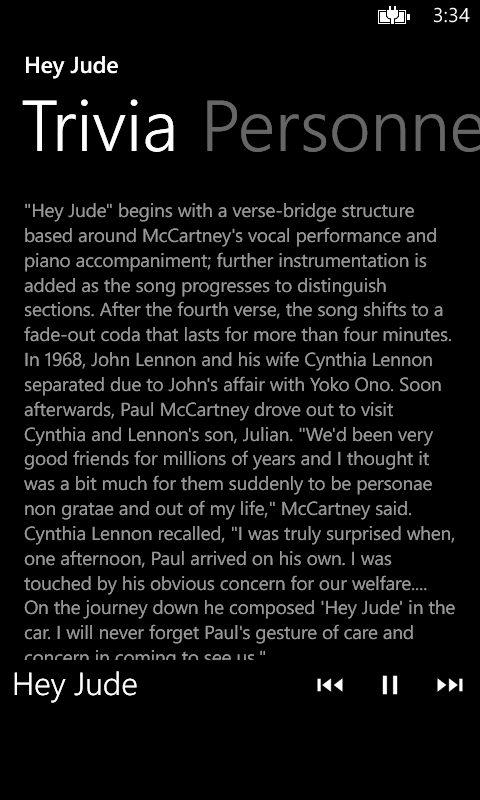 3:34
Hey Jude
Trivia Personne
"Hey Jude" begins with a verse-bridge structure
based around McCartney's vocal performance and
piano accompaniment; further instrumentation is
added as the song progresses to distinguish
sections. After the fourth verse, the song shifts to a
fade-out coda that lasts for more than four minutes.
In 1968, John Lennon and his wife Cynthia Lennon
separated due to John's affair with Yoko Ono. Soon
afterwards, Paul McCartney drove out to visit
Cynthia and Lennon's son, Julian. "We'd been very
good friends for millions of years and I thought it
was a bit much for them suddenly to be personae
non gratae and out of my life," McCartney said.
Cynthia Lennon recalled, "I was truly surprised when,
one afternoon, Paul arrived on his own. I was
touched by his obvious concern for our welfare....
On the journey down he composed 'Hey Jude' in the
car. I will never forget Paul's gesture of care and
concern in coming to see us."
Hey Jude